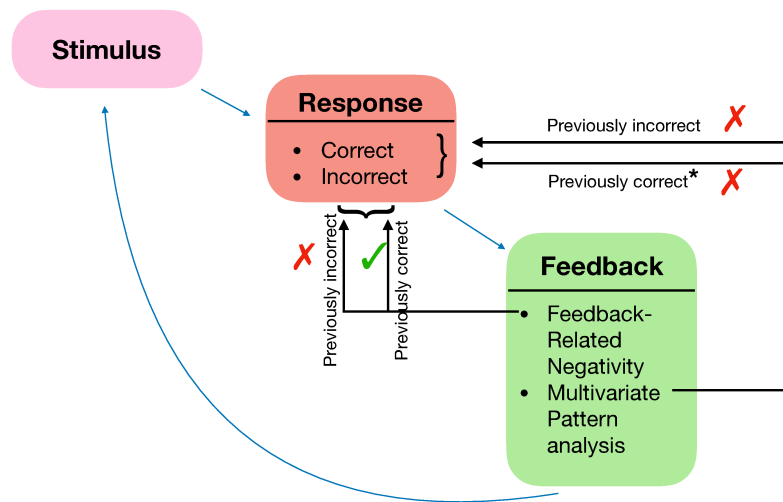 Stimulus
Response
• Correct
• Incorrect
}
Previously incorrect ✗
Previously correct* ✗
✗ Previously incorrect
✓ Previously correct
Feedback
• Feedback-
Related
Negativity
• Multivariate
Pattern
analysis